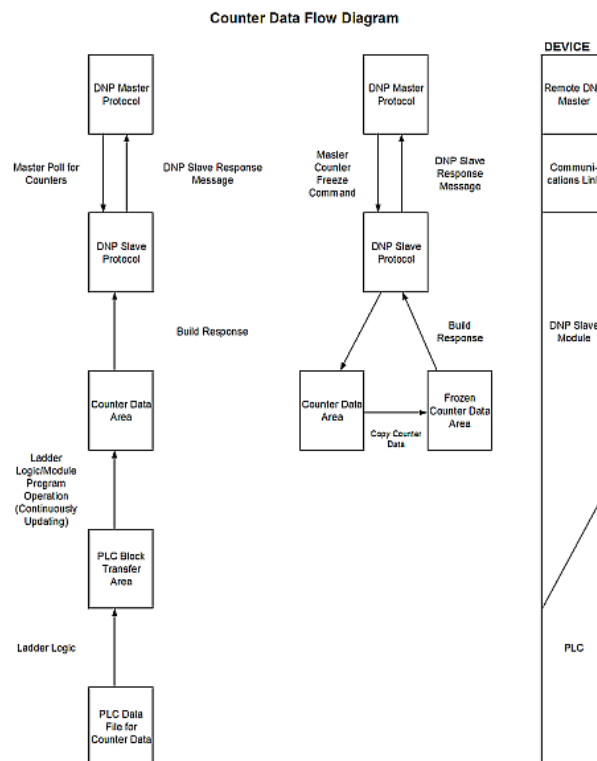 Counter Data Flow Diagram
DEVICE
DNP Master
Protocol
DNP Master
Protocol
Remote DN
Master
Master Poll for
Counters
DNP Slave Response
Message
Master
Counter
Freeze
Command
DNP Slave
Response
Message
Communi-
cations Link
DNP Slave
Protocol
DNP Slave
Protocol
Build Response
Build
Response
DNP Slave
Module
Counter Data
Area
Counter Data
Area
Copy Counter
Data
Frozen
Counter Data
Area
Ladder
Logic/Module
Program
Operation
(Continuously
Updating)
PLC Block
Transfer
Area
Ladder Logic
PLC
PLC Data
File for
Counter Data